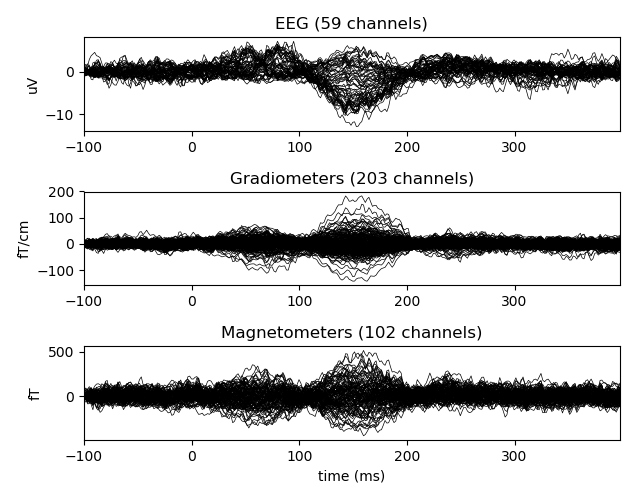 EEG (59 channels)
uV
0
−10
−100 0 100 200 300
Gradiometers (203 channels)
fT/cm
200
100
0
−100
−100 0 100 200 300
Magnetometers (102 channels)
fT
500
0
−100 0 100 200 300
time (ms)